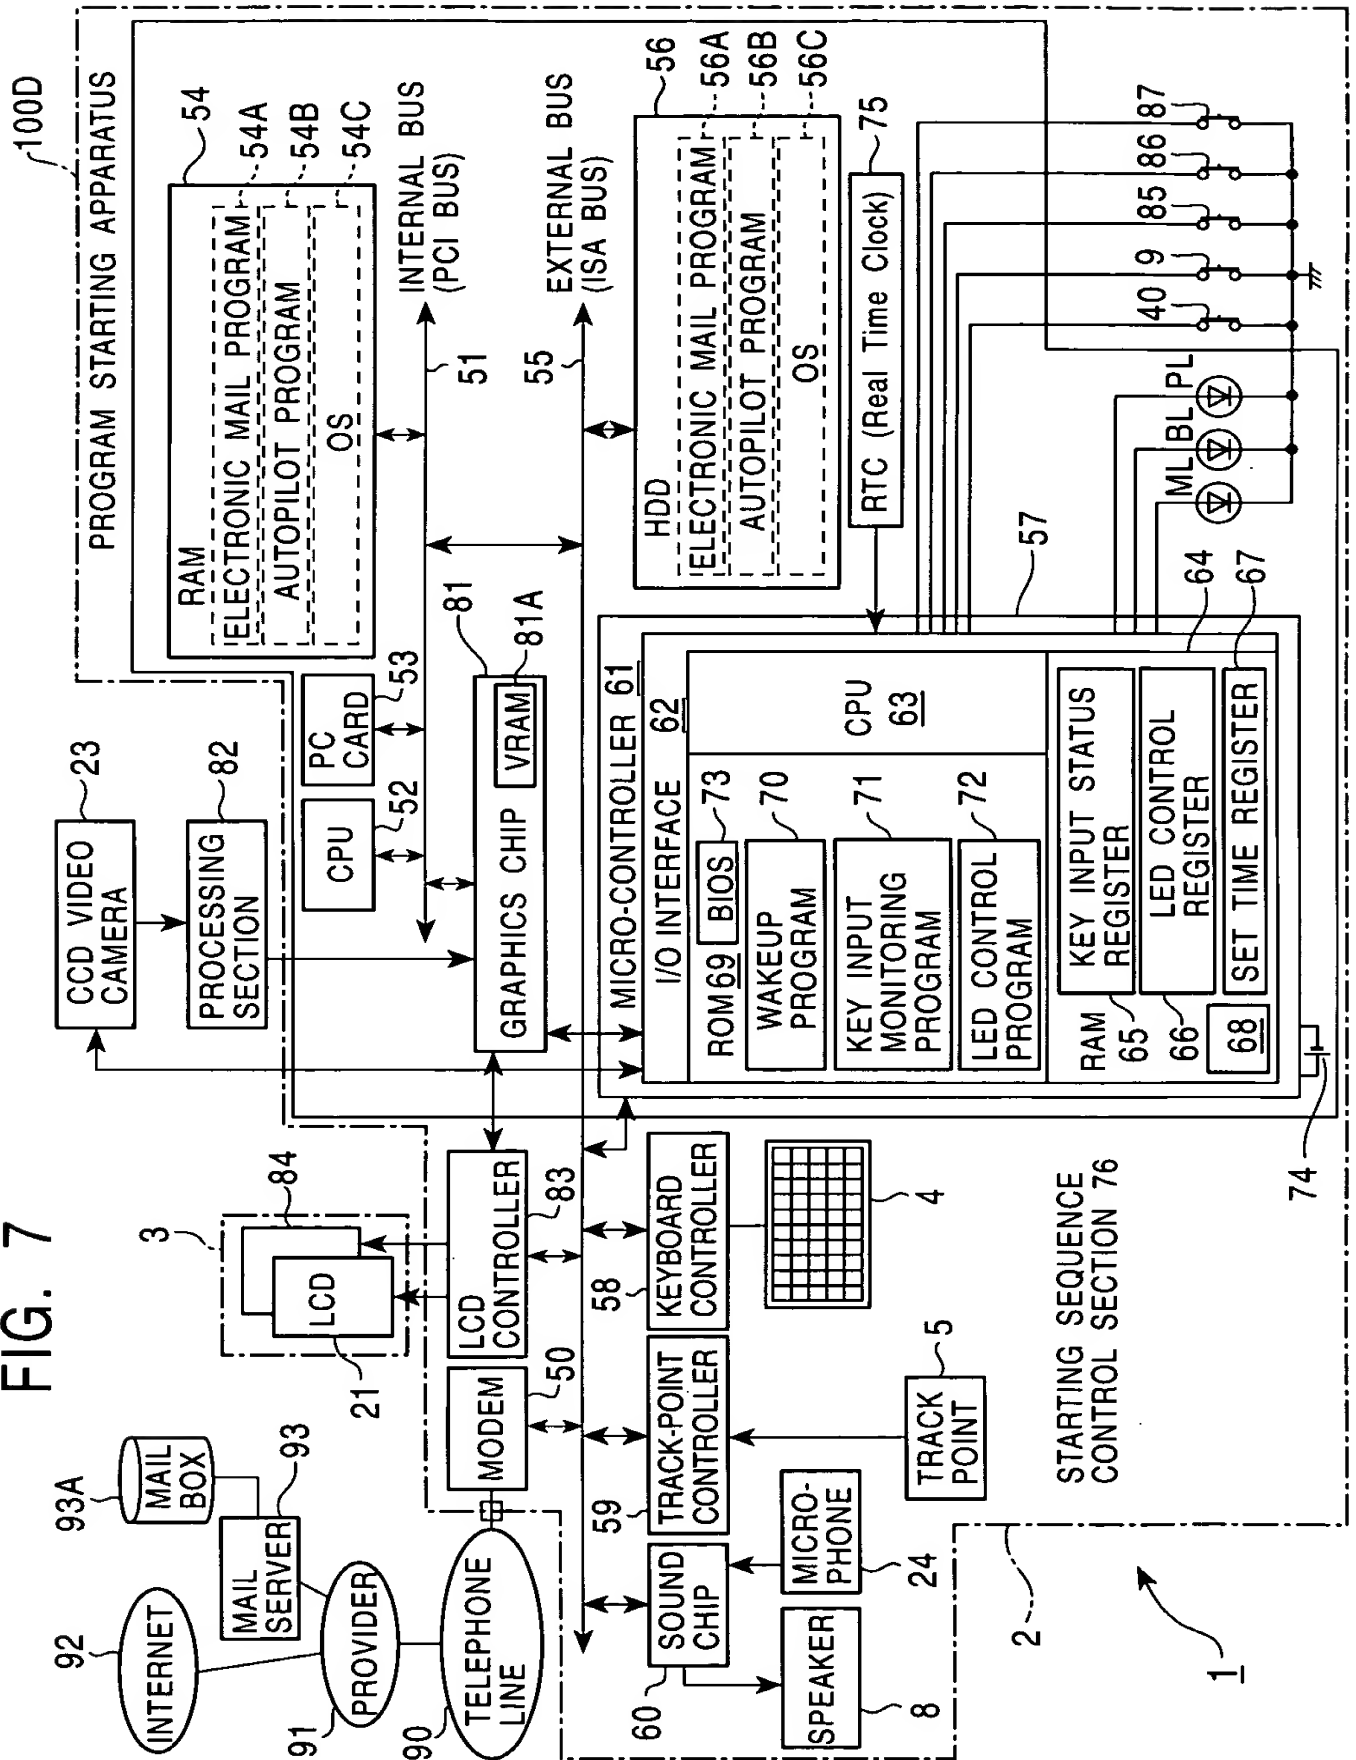 FIG. 7
100D
PROGRAM STARTING APPARATUS
92
INTERNET
93A
MAIL
BOX
93
MAIL
SERVER
91
PROVIDER
90
TELEPHONE
LINE
3
84
LCD
21
LCD
CONTROLLER
83
MODEM
50
CCD VIDEO
CAMERA
23
PROCESSING
SECTION
82
CPU
52
PC
CARD
53
RAM
54
ELECTRONIC MAIL PROGRAM
54A
AUTOPILOT PROGRAM
54B
OS
54C
INTERNAL BUS
(PCI BUS)
51
GRAPHICS CHIP
81
VRAM
81A
EXTERNAL BUS
(ISA BUS)
55
HDD
56
ELECTRONIC MAIL PROGRAM
56A
AUTOPILOT PROGRAM
56B
OS
56C
RTC (Real Time Clock)
75
SOUND
CHIP
60
SPEAKER
8
MICRO-
PHONE
24
TRACK-POINT
CONTROLLER
59
TRACK
POINT
5
KEYBOARD
CONTROLLER
58
4
57
MICRO-CONTROLLER 61
I/O INTERFACE 62
CPU
63
ROM 69
BIOS
73
WAKEUP
PROGRAM
70
KEY INPUT
MONITORING
PROGRAM
71
LED CONTROL
PROGRAM
72
RAM
64
KEY INPUT STATUS
REGISTER
65
LED CONTROL
REGISTER
66
SET TIME REGISTER
67
68
74
ML
BL
PL
40
9
85
86
87
STARTING SEQUENCE
CONTROL SECTION 76
2
1